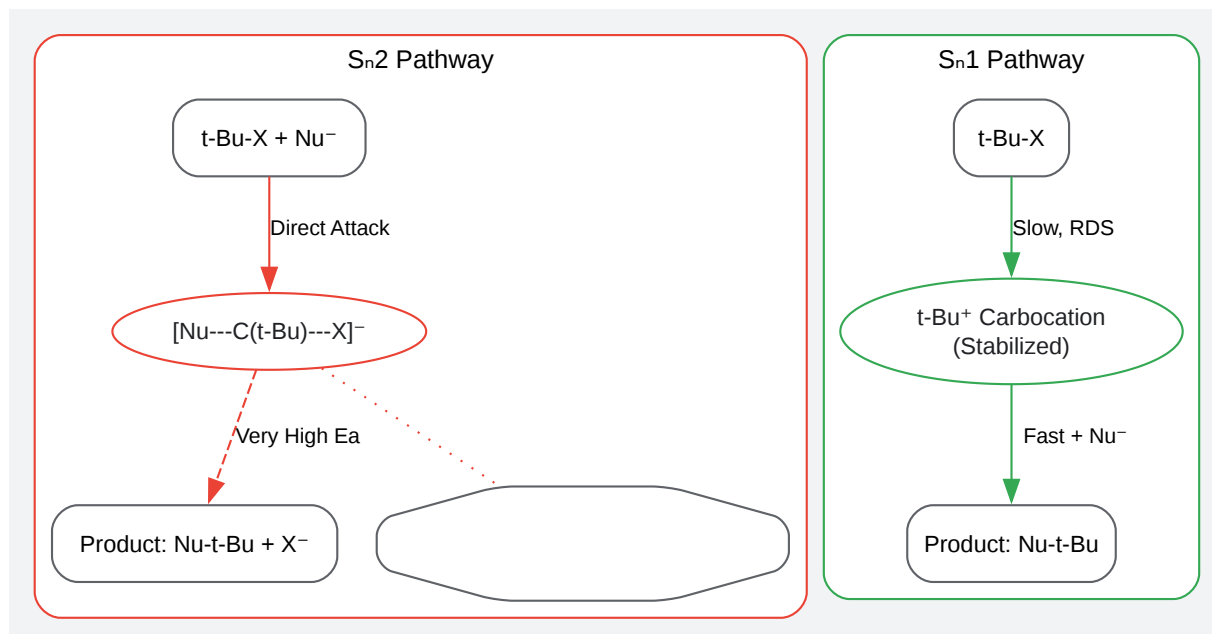 Sₙ2 Pathway
t-Bu-X + Nu⁻
Direct Attack
[Nu---C(t-Bu)---X]⁻
Very High Ea
Product: Nu-t-Bu + X⁻
Sₙ1 Pathway
t-Bu-X
Slow, RDS
t-Bu⁺ Carbocation
(Stabilized)
Fast + Nu⁻
Product: Nu-t-Bu